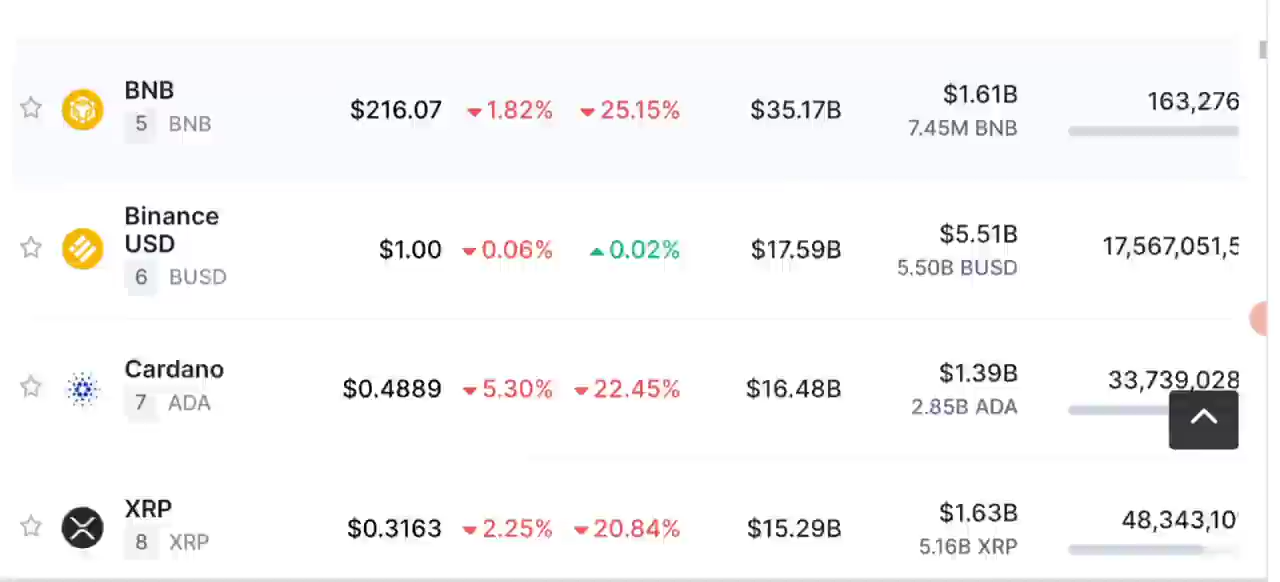 BNB
5 BNB
$216.07 1.82% 25.15% $35.17B $1.61B 163,276
7.45M BNB
Binance
USD
6 BUSD
$1.00 0.06% 0.02% $17.59B $5.51B 17,567,051,5
5.50B BUSD
Cardano
7 ADA
$0.4889 5.30% 22.45% $16.48B $1.39B 33,739,028
2.85B ADA
XRP
8 XRP
$0.3163 2.25% 20.84% $15.29B $1.63B 48,343,10
5.16B XRP